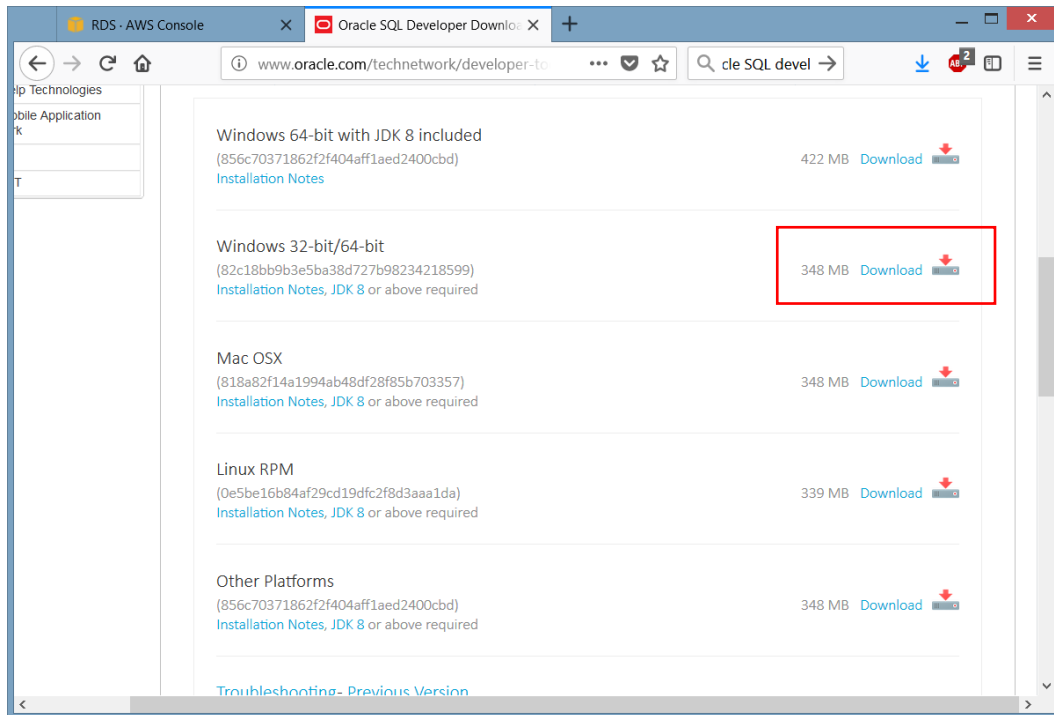 RDS · AWS Console
Oracle SQL Developer Downloa
www.oracle.com/technetwork/developer-to
cle SQL devel
2
elp Technologies
obile Application
rk
T
Windows 64-bit with JDK 8 included
(856c70371862f2f404aff1aed2400cbd)
422 MB Download
Installation Notes
Windows 32-bit/64-bit
(82c18bb9b3e5ba38d727b98234218599)
348 MB Download
Installation Notes, JDK 8 or above required
Mac OSX
(818a82f14a1994ab48df28f85b703357)
348 MB Download
Installation Notes, JDK 8 or above required
Linux RPM
(0e5be16b84af29cd19dfc2f8d3aaa1da)
339 MB Download
Installation Notes, JDK 8 or above required
Other Platforms
(856c70371862f2f404aff1aed2400cbd)
348 MB Download
Installation Notes, JDK 8 or above required
Troubleshooting- Previous Version